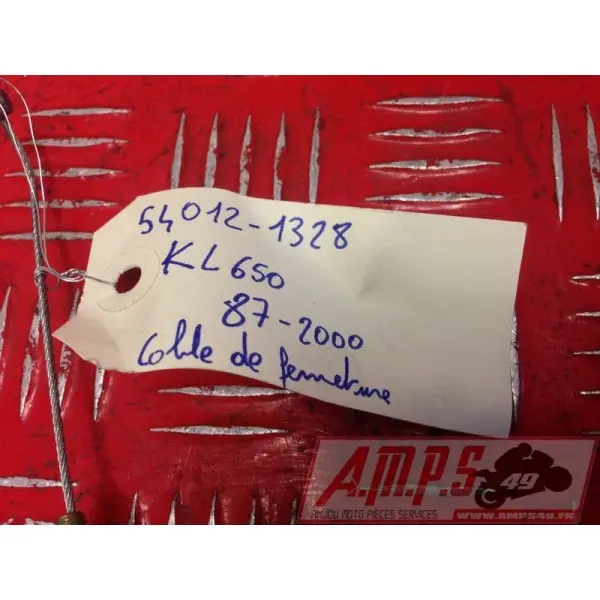 54012-1328
KL650
87-2000
Cable de fermeture
A.M.P.S
49
ANJOU MOTO PIÈCES SERVICES
WWW.AMPS49.FR